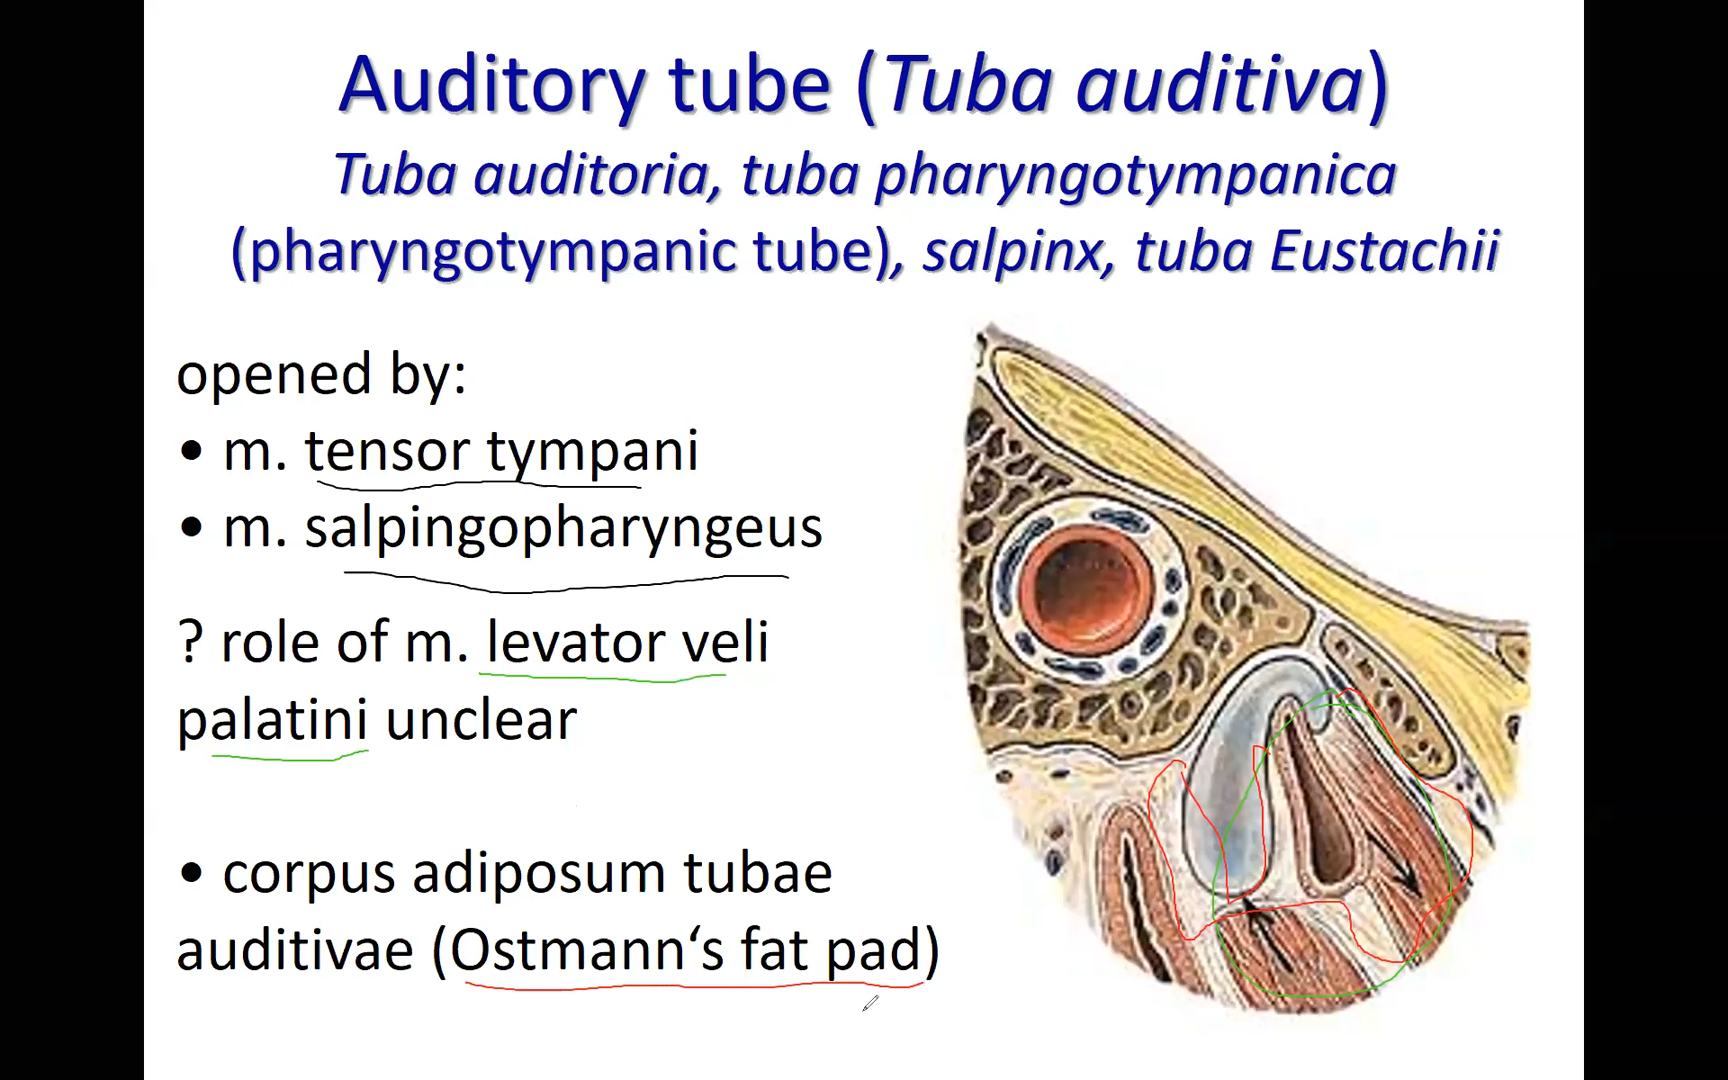 Auditory tube (Tuba auditiva)
Tuba auditoria, tuba pharyngotympanica
(pharyngotympanic tube), salpinx, tuba Eustachii
opened by:
• m. tensor tympani
• m. salpingopharyngeus
? role of m. levator veli
palatini unclear
• corpus adiposum tubae
auditivae (Ostmann‘s fat pad)